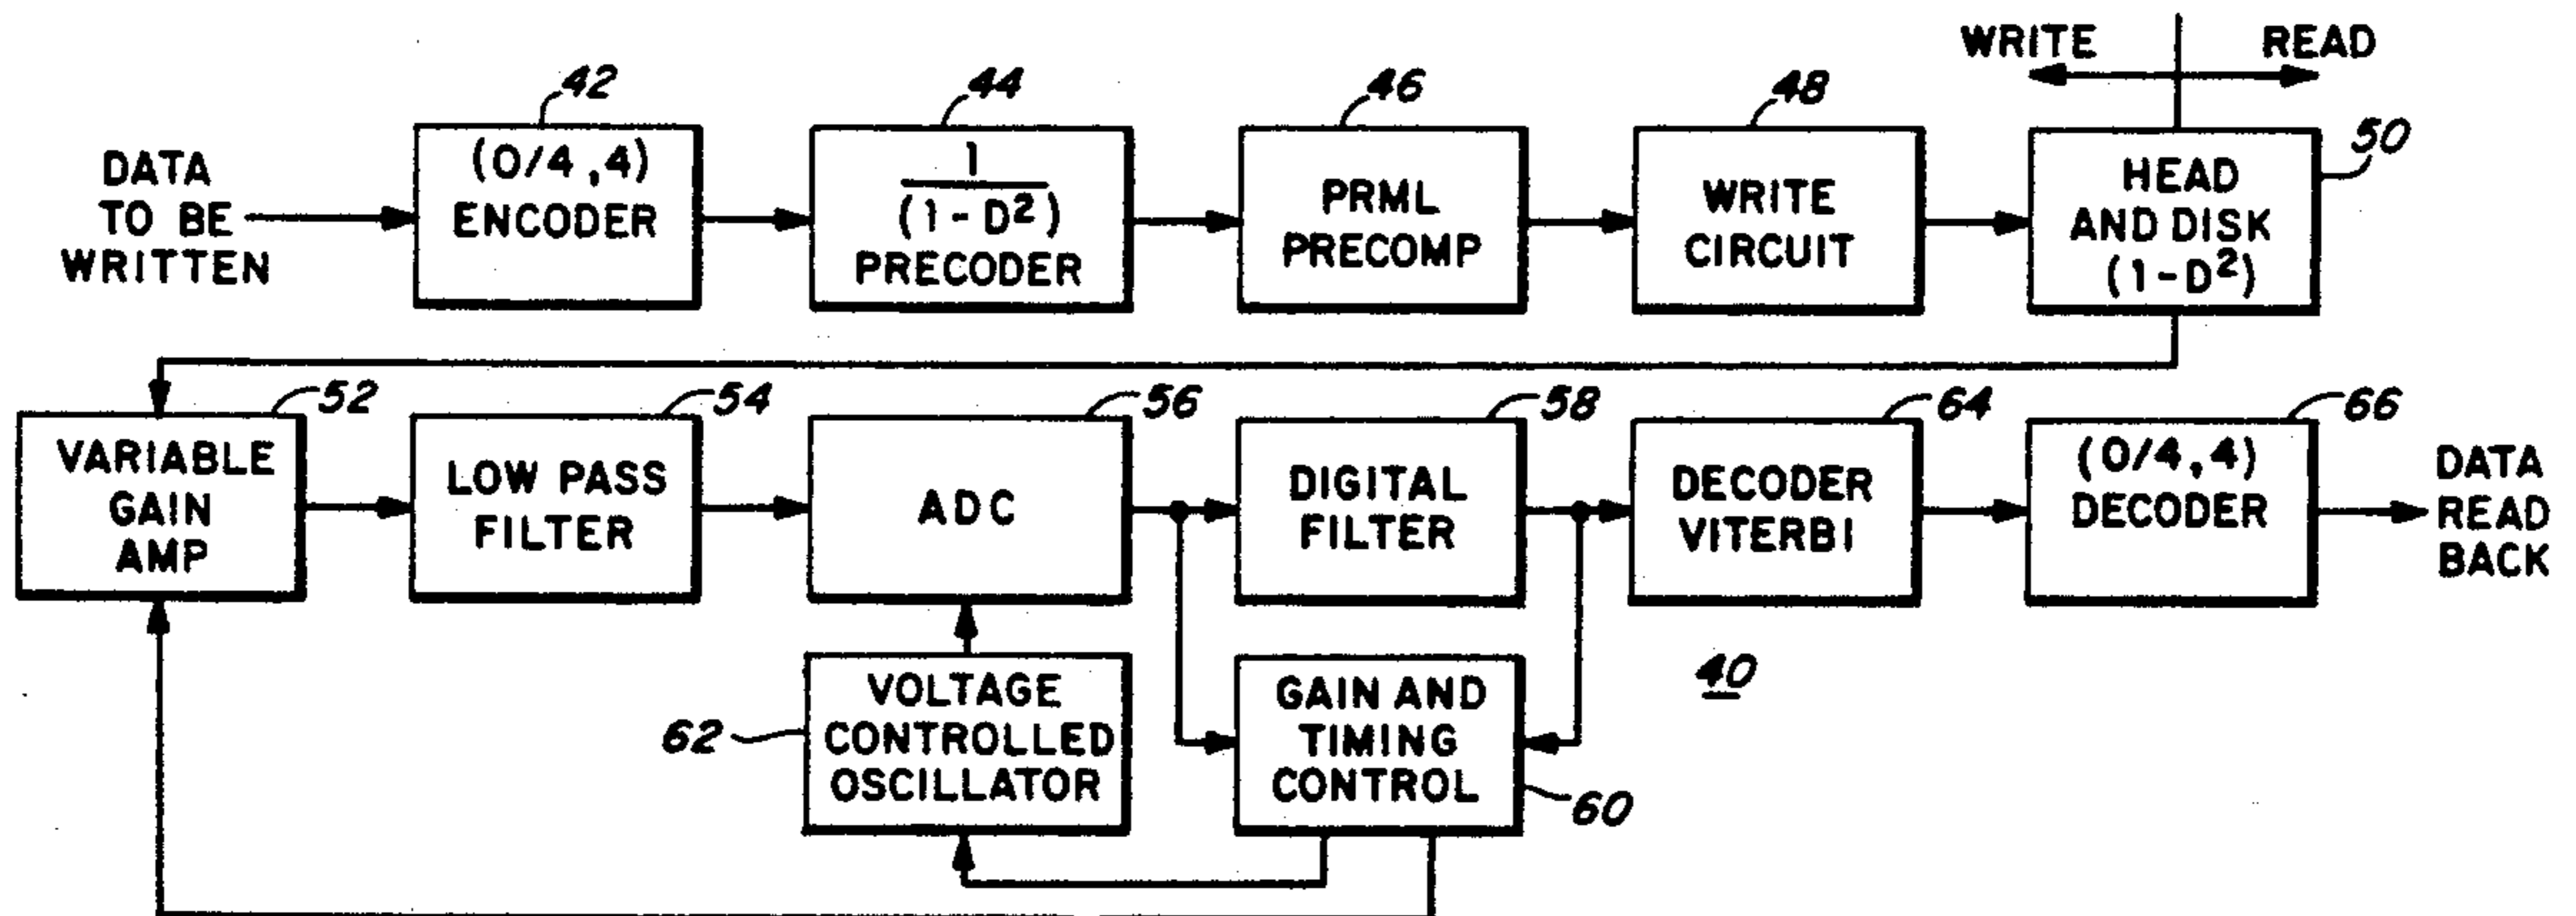 WRITE READ
42
44
46
48
50
DATA
TO BE
WRITTEN
(0/4,4)
ENCODER
1
(1-D²)
PRECODER
PRML
PRECOMP
WRITE
CIRCUIT
HEAD
AND DISK
(1-D²)
52
54
56
58
64
66
VARIABLE
GAIN
AMP
LOW PASS
FILTER
ADC
DIGITAL
FILTER
DECODER
VITERBI
(0/4,4)
DECODER
DATA
READ
BACK
62
VOLTAGE
CONTROLLED
OSCILLATOR
GAIN AND
TIMING
CONTROL
60
40